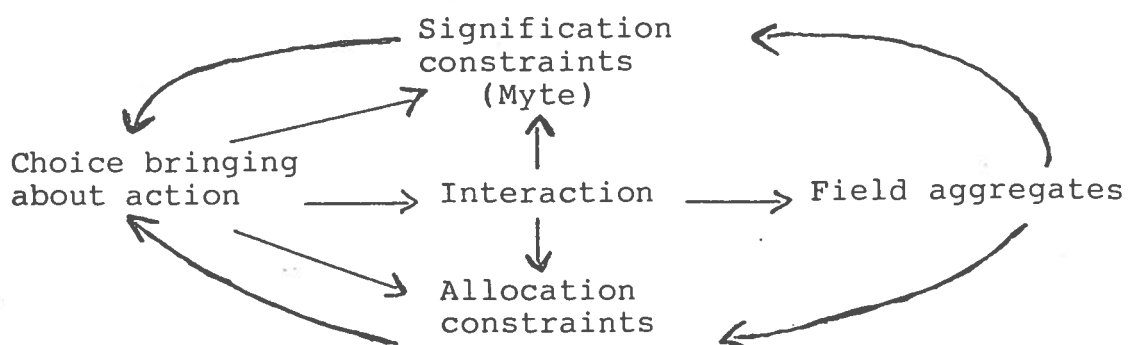 Signification
constraints
(Myte)
Choice bringing
about action
Interaction
Field aggregates
Allocation
constraints